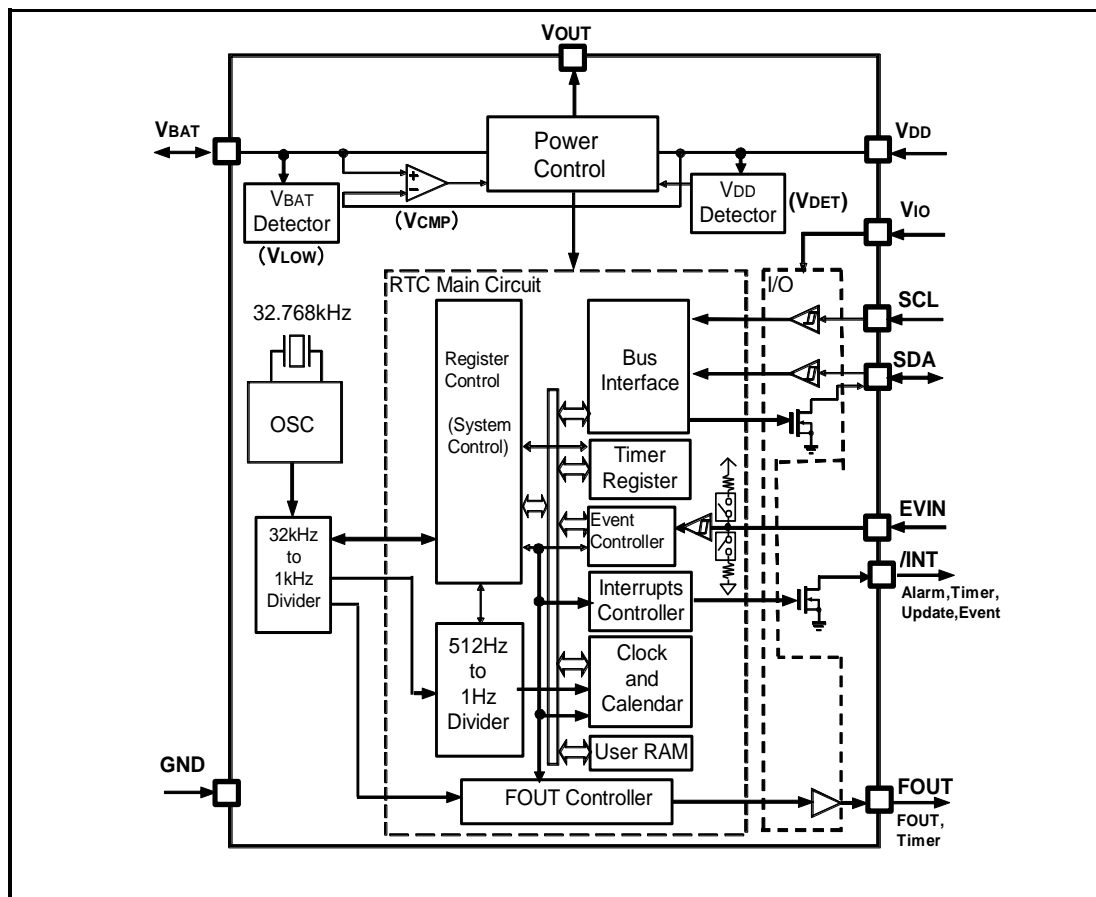 VOUT
VBAT
Power
Control
VDD
VBAT
Detector
(VLOW)
+
−
(VCMP)
VDD
Detector
(VDET)
VIO
RTC Main Circuit
I/O
32.768kHz
OSC
Register
Control
(System
Control)
Bus
Interface
SCL
SDA
Timer
Register
32kHz
to
1kHz
Divider
Event
Controller
EVIN
Interrupts
Controller
/INT
Alarm,Timer,
Update,Event
512Hz
to
1Hz
Divider
Clock
and
Calendar
User RAM
GND
FOUT Controller
FOUT
FOUT,
Timer